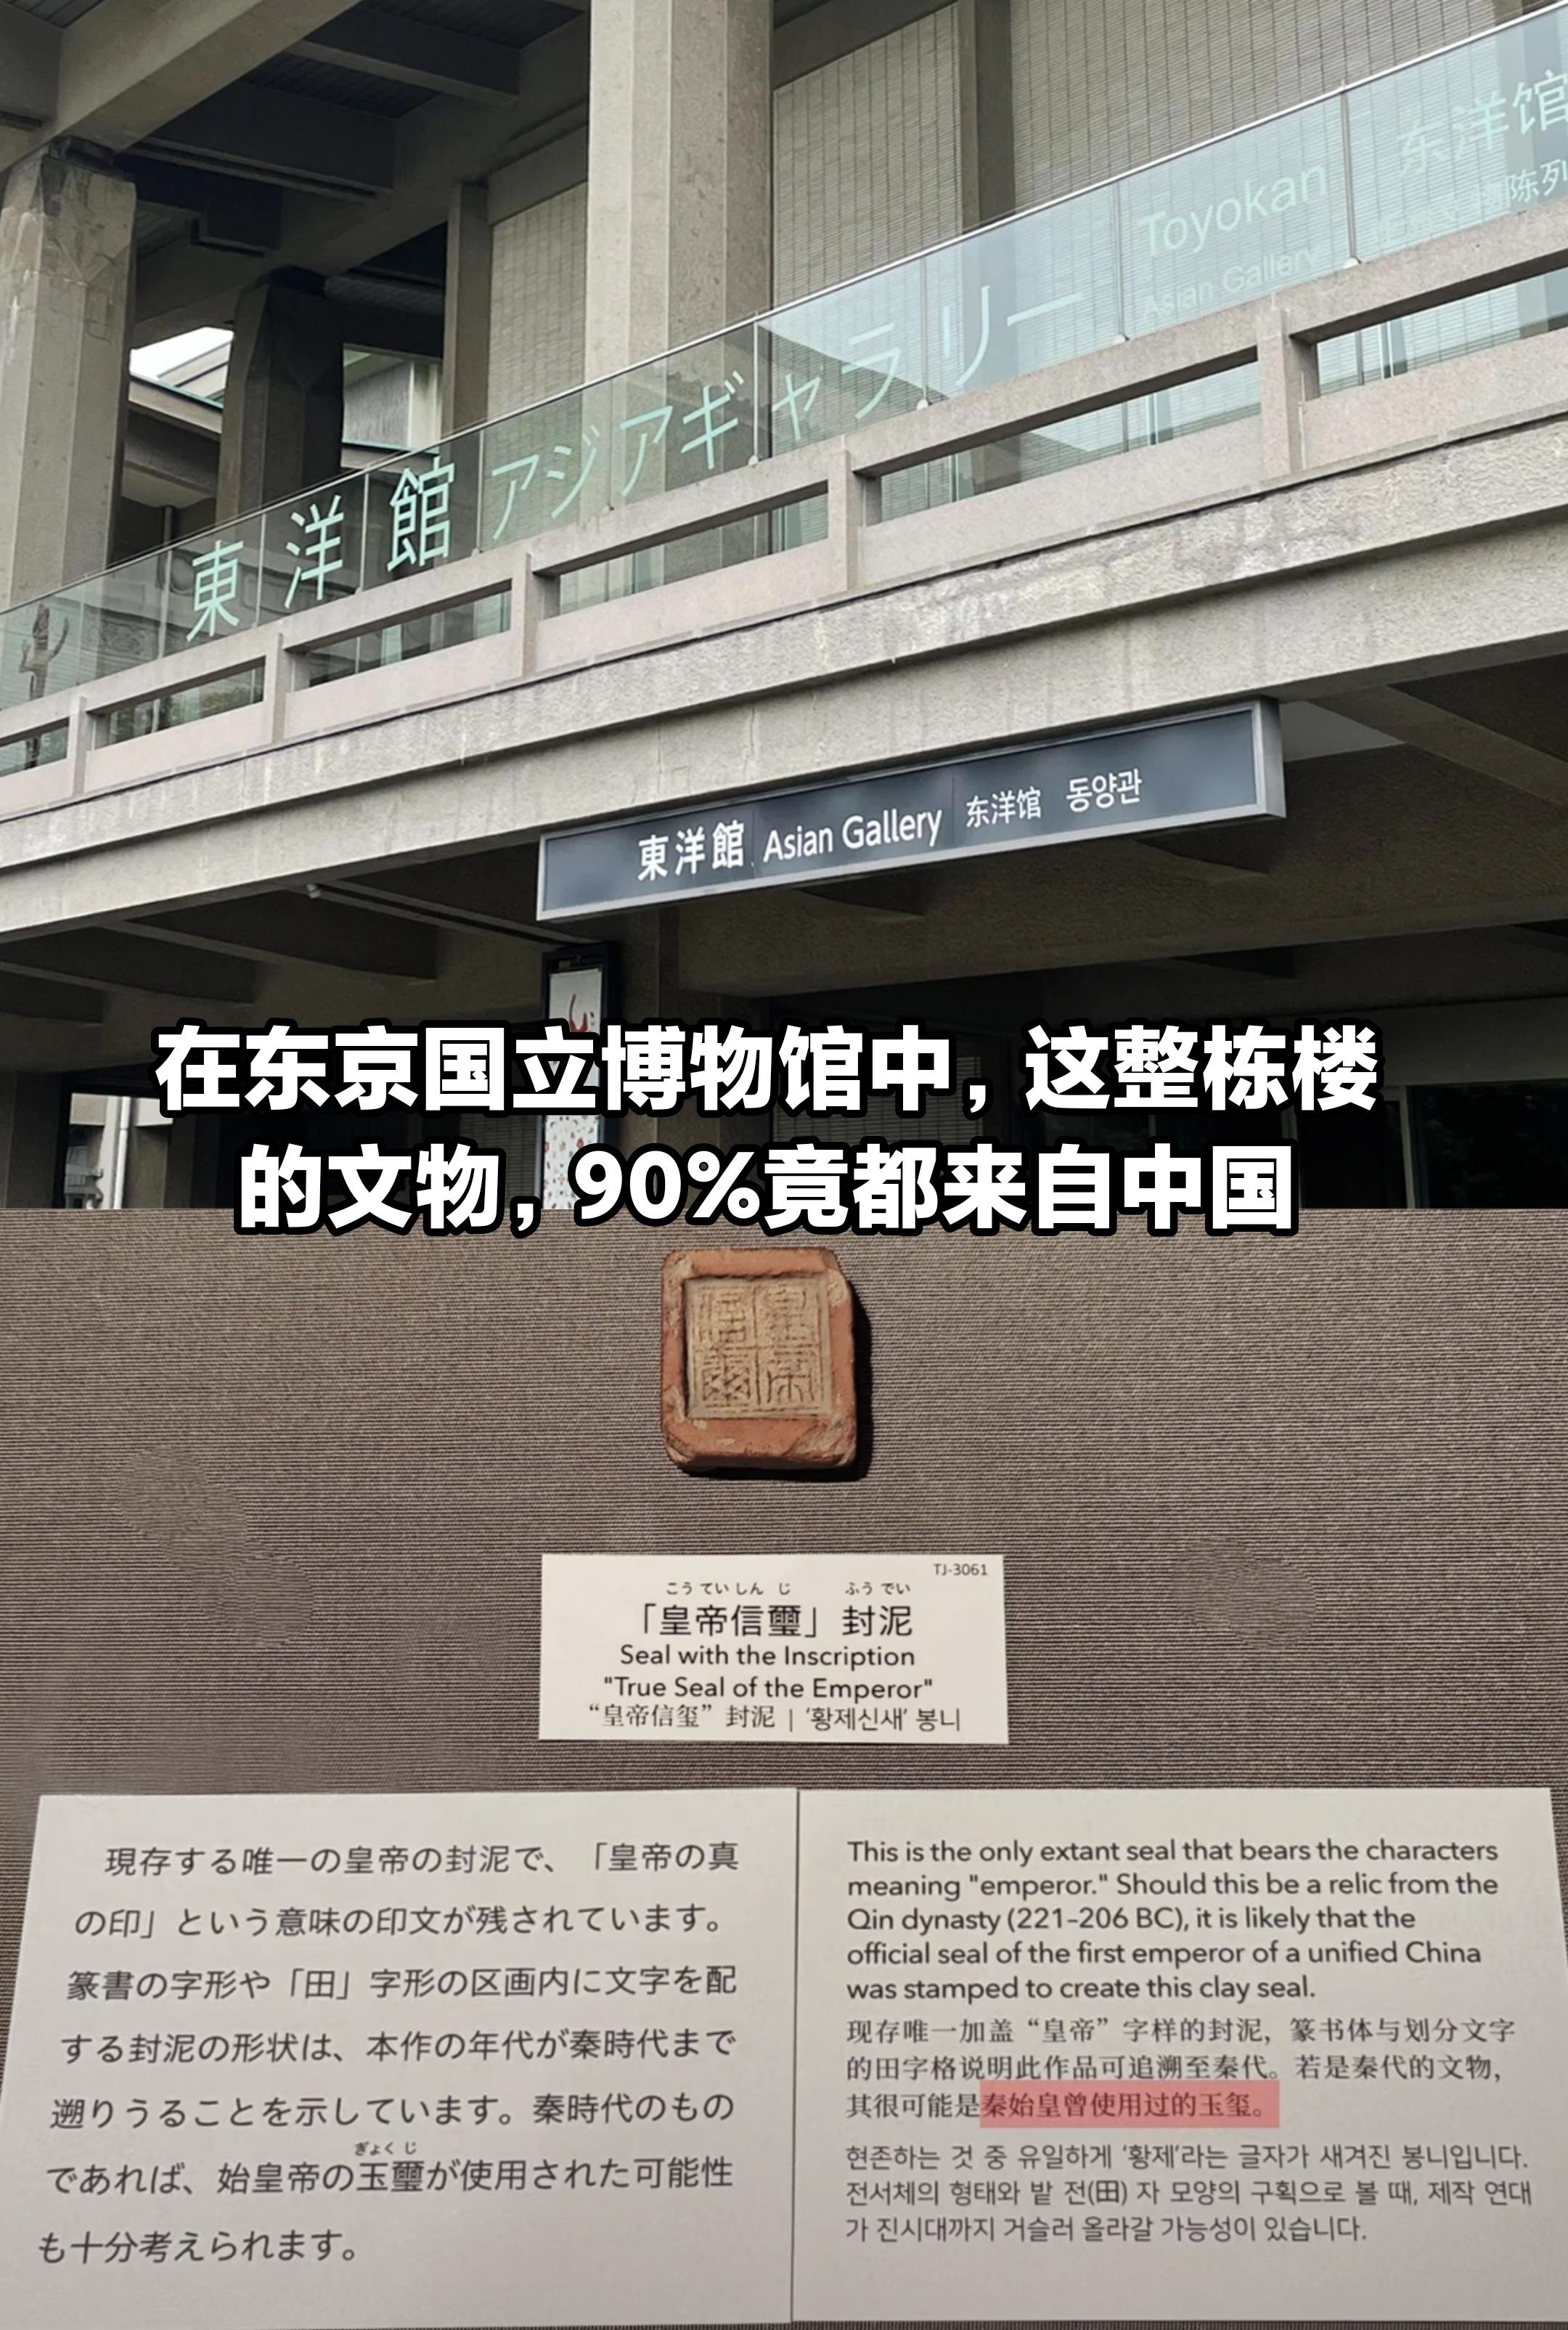 東洋館 アジアギャラリー
Toyokan
Asian Gallery
东洋馆
東洋館 Asian Gallery 东洋馆 동양관
在东京国立博物馆中，这整栋楼
的文物，90%竟都来自中国
皇帝信璽
TJ-3061
こうていしんじ ふうでい
「皇帝信璽」封泥
Seal with the Inscription
"True Seal of the Emperor"
“皇帝信玺”封泥 | ‘황제신새’ 봉니
現存する唯一の皇帝の封泥で、「皇帝の真
の印」という意味の印文が残されています。
篆書の字形や「田」字形の区画内に文字を配
する封泥の形状は、本作の年代が秦時代まで
遡りうることを示しています。秦時代のもの
ぎょくじ
であれば、始皇帝の玉璽が使用された可能性
も十分考えられます。
This is the only extant seal that bears the characters
meaning "emperor." Should this be a relic from the
Qin dynasty (221–206 BC), it is likely that the
official seal of the first emperor of a unified China
was stamped to create this clay seal.
现存唯一加盖“皇帝”字样的封泥，篆书体与划分文字
的田字格说明此作品可追溯至秦代。若是秦代的文物，
其很可能是秦始皇曾使用过的玉玺。
현존하는 것 중 유일하게 ‘황제’라는 글자가 새겨진 봉니입니다.
전서체의 형태와 밭 전(田) 자 모양의 구획으로 볼 때, 제작 연대
가 진시대까지 거슬러 올라갈 가능성이 있습니다.